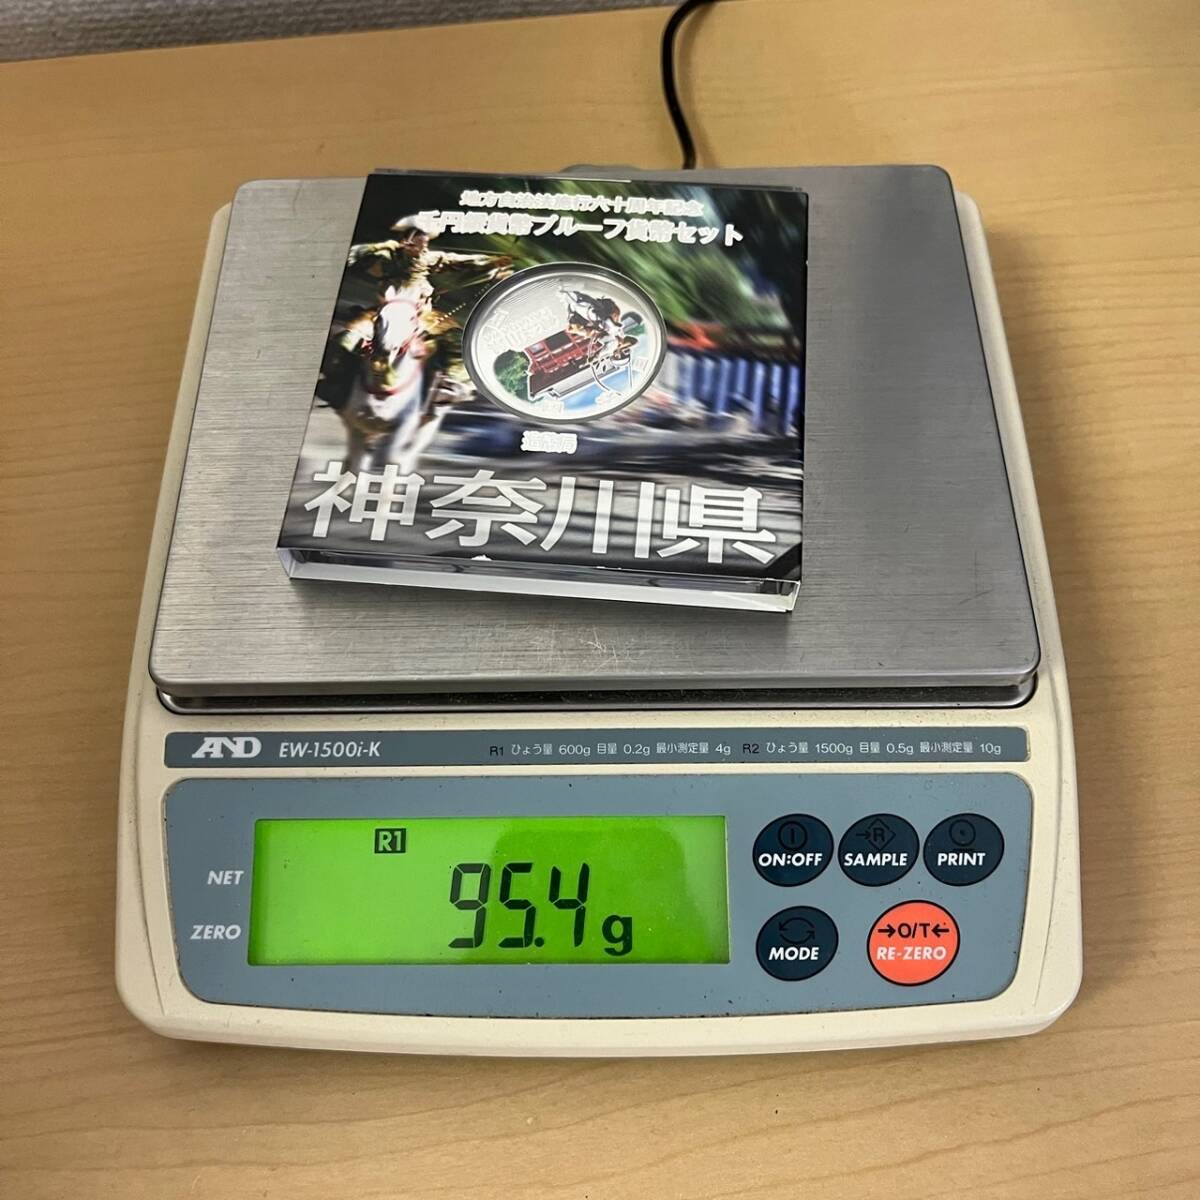 地方自治法施行六十周年記念
千円銀貨幣プルーフ貨幣セット
造幣局
神奈川県
AND EW-1500i-K R1 ひょう量 600g 目量 0.2g 最小測定量 4g R2 ひょう量 1500g 目量 0.5g 最小測定量 10g
R1
NET
ZERO
95.4g
ON:OFF
→R
SAMPLE
PRINT
MODE
→O/T←
RE-ZERO